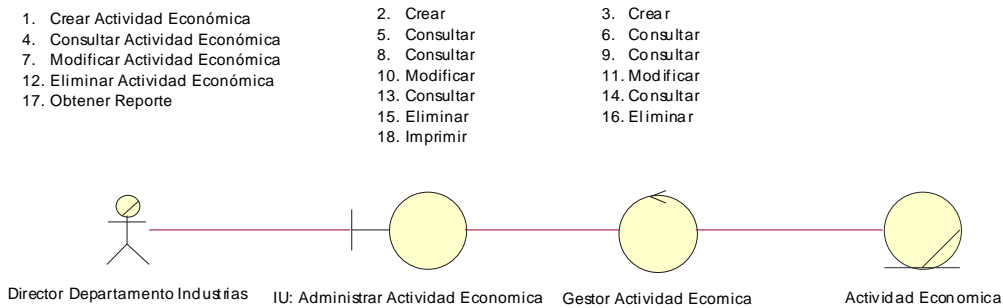 1. Crear Actividad Económica
4. Consultar Actividad Económica
7. Modificar Actividad Económica
12. Eliminar Actividad Económica
17. Obtener Reporte
2. Crear
5. Consultar
8. Consultar
10. Modificar
13. Consultar
15. Eliminar
18. Imprimir
3. Crear
6. Consultar
9. Consultar
11. Modificar
14. Consultar
16. Eliminar
Director Departamento Industrias
IU: Administrar Actividad Economica
Gestor Actividad Ecomica
Actividad Economica